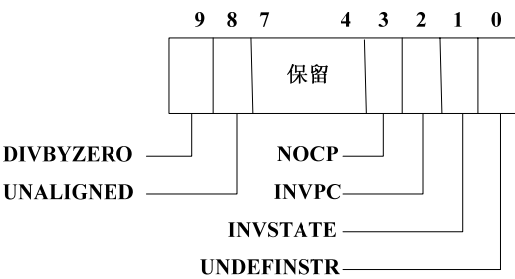 9 8 7 4 3 2 1 0
保留
DIVBYZERO NOCP
UNALIGNED INVPC
INVSTATE
UNDEFINSTR